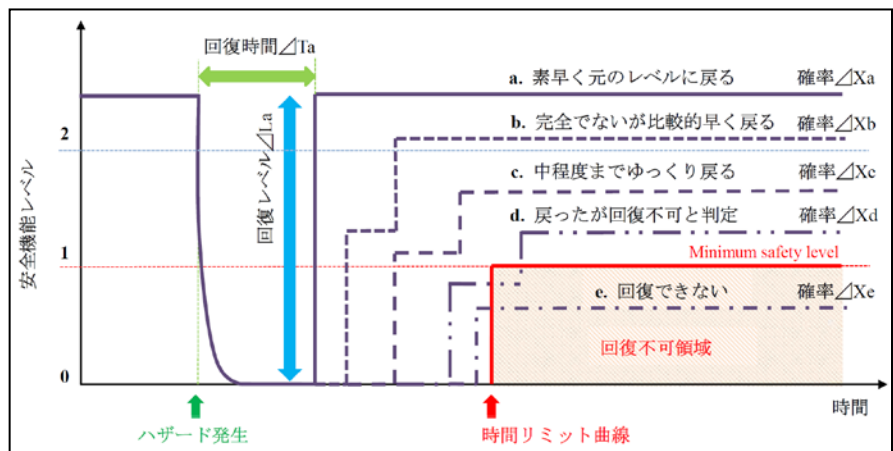 回復時間⊿Ta
a. 素早く元のレベルに戻る 確率⊿Xa
b. 完全でないが比較的早く戻る 確率⊿Xb
2
c. 中程度までゆっくり戻る 確率⊿Xc
d. 戻ったが回復不可と判定 確率⊿Xd
回復レベル⊿La
安全機能レベル
1
Minimum safety level
e. 回復できない 確率⊿Xe
回復不可領域
0
時間
ハザード発生
時間リミット曲線